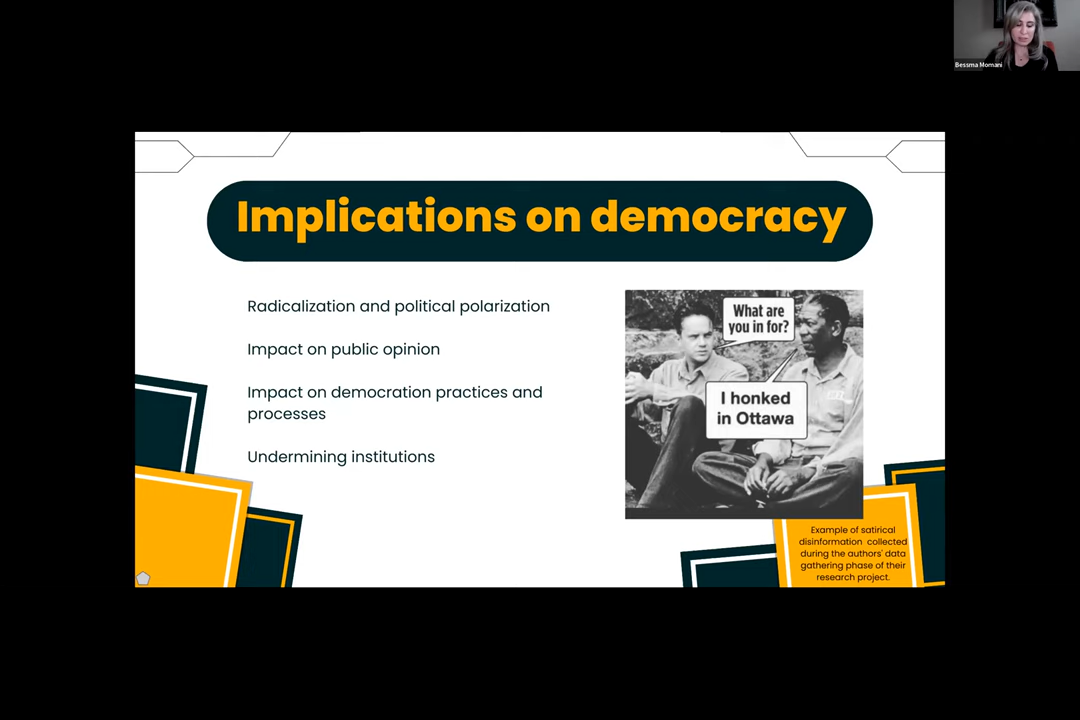 Bessma Momani
Implications on democracy
Radicalization and political polarization
Impact on public opinion
Impact on democration practices and
processes
Undermining institutions
What are
you in for?
I honked
in Ottawa
Example of satirical
disinformation collected
during the authors' data
gathering phase of their
research project.